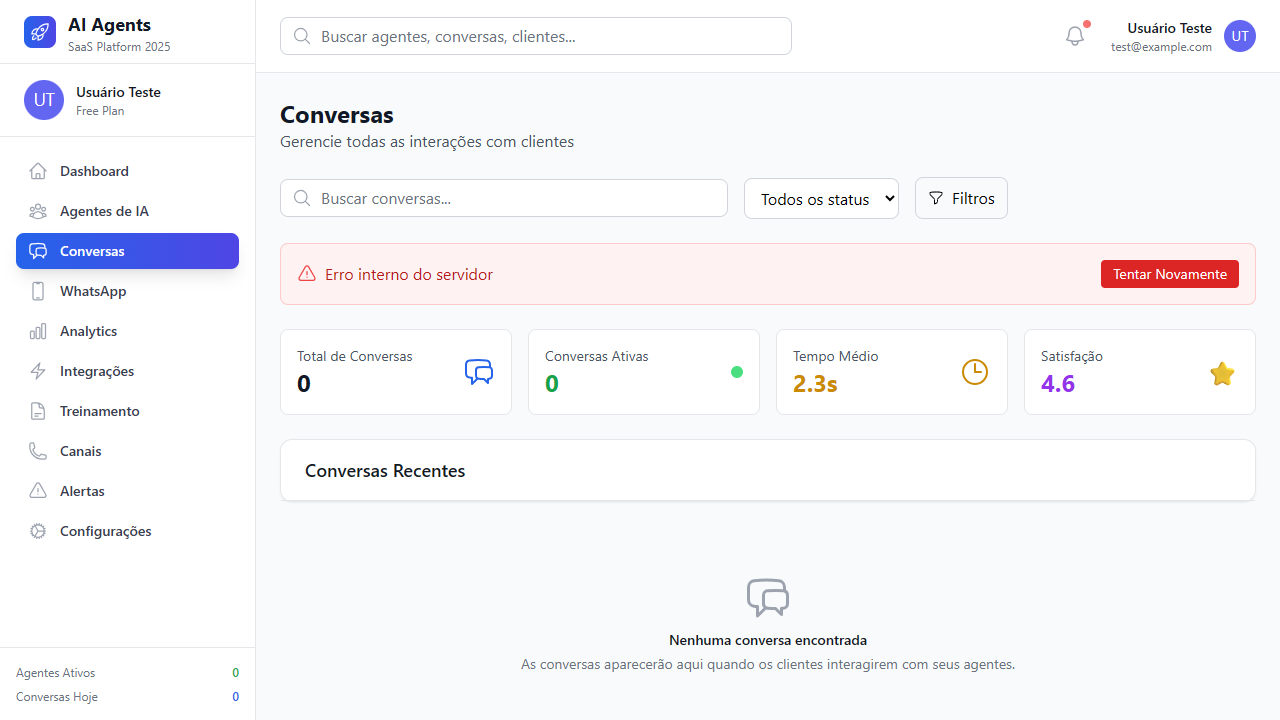 AI Agents
SaaS Platform 2025
UT
Usuário Teste
Free Plan
Dashboard
Agentes de IA
Conversas
WhatsApp
Analytics
Integrações
Treinamento
Canais
Alertas
Configurações
Agentes Ativos 0
Conversas Hoje 0
Buscar agentes, conversas, clientes...
Usuário Teste
test@example.com
UT
Conversas
Gerencie todas as interações com clientes
Buscar conversas...
Todos os status
Filtros
Erro interno do servidor
Tentar Novamente
Total de Conversas
0
Conversas Ativas
0
Tempo Médio
2.3s
Satisfação
4.6
Conversas Recentes
Nenhuma conversa encontrada
As conversas aparecerão aqui quando os clientes interagirem com seus agentes.